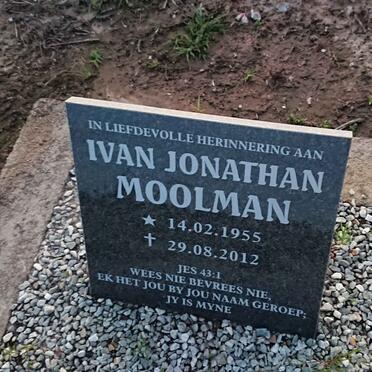 IN LIEFDEVOLLE HERINNERING AAN
IVAN JONATHAN
MOOLMAN
★ 14.02.1955
✝ 29.08.2012
JES 43:1
WEES NIE BEVREES NIE,
EK HET JOU BY JOU NAAM GEROEP;
JY IS MYNE